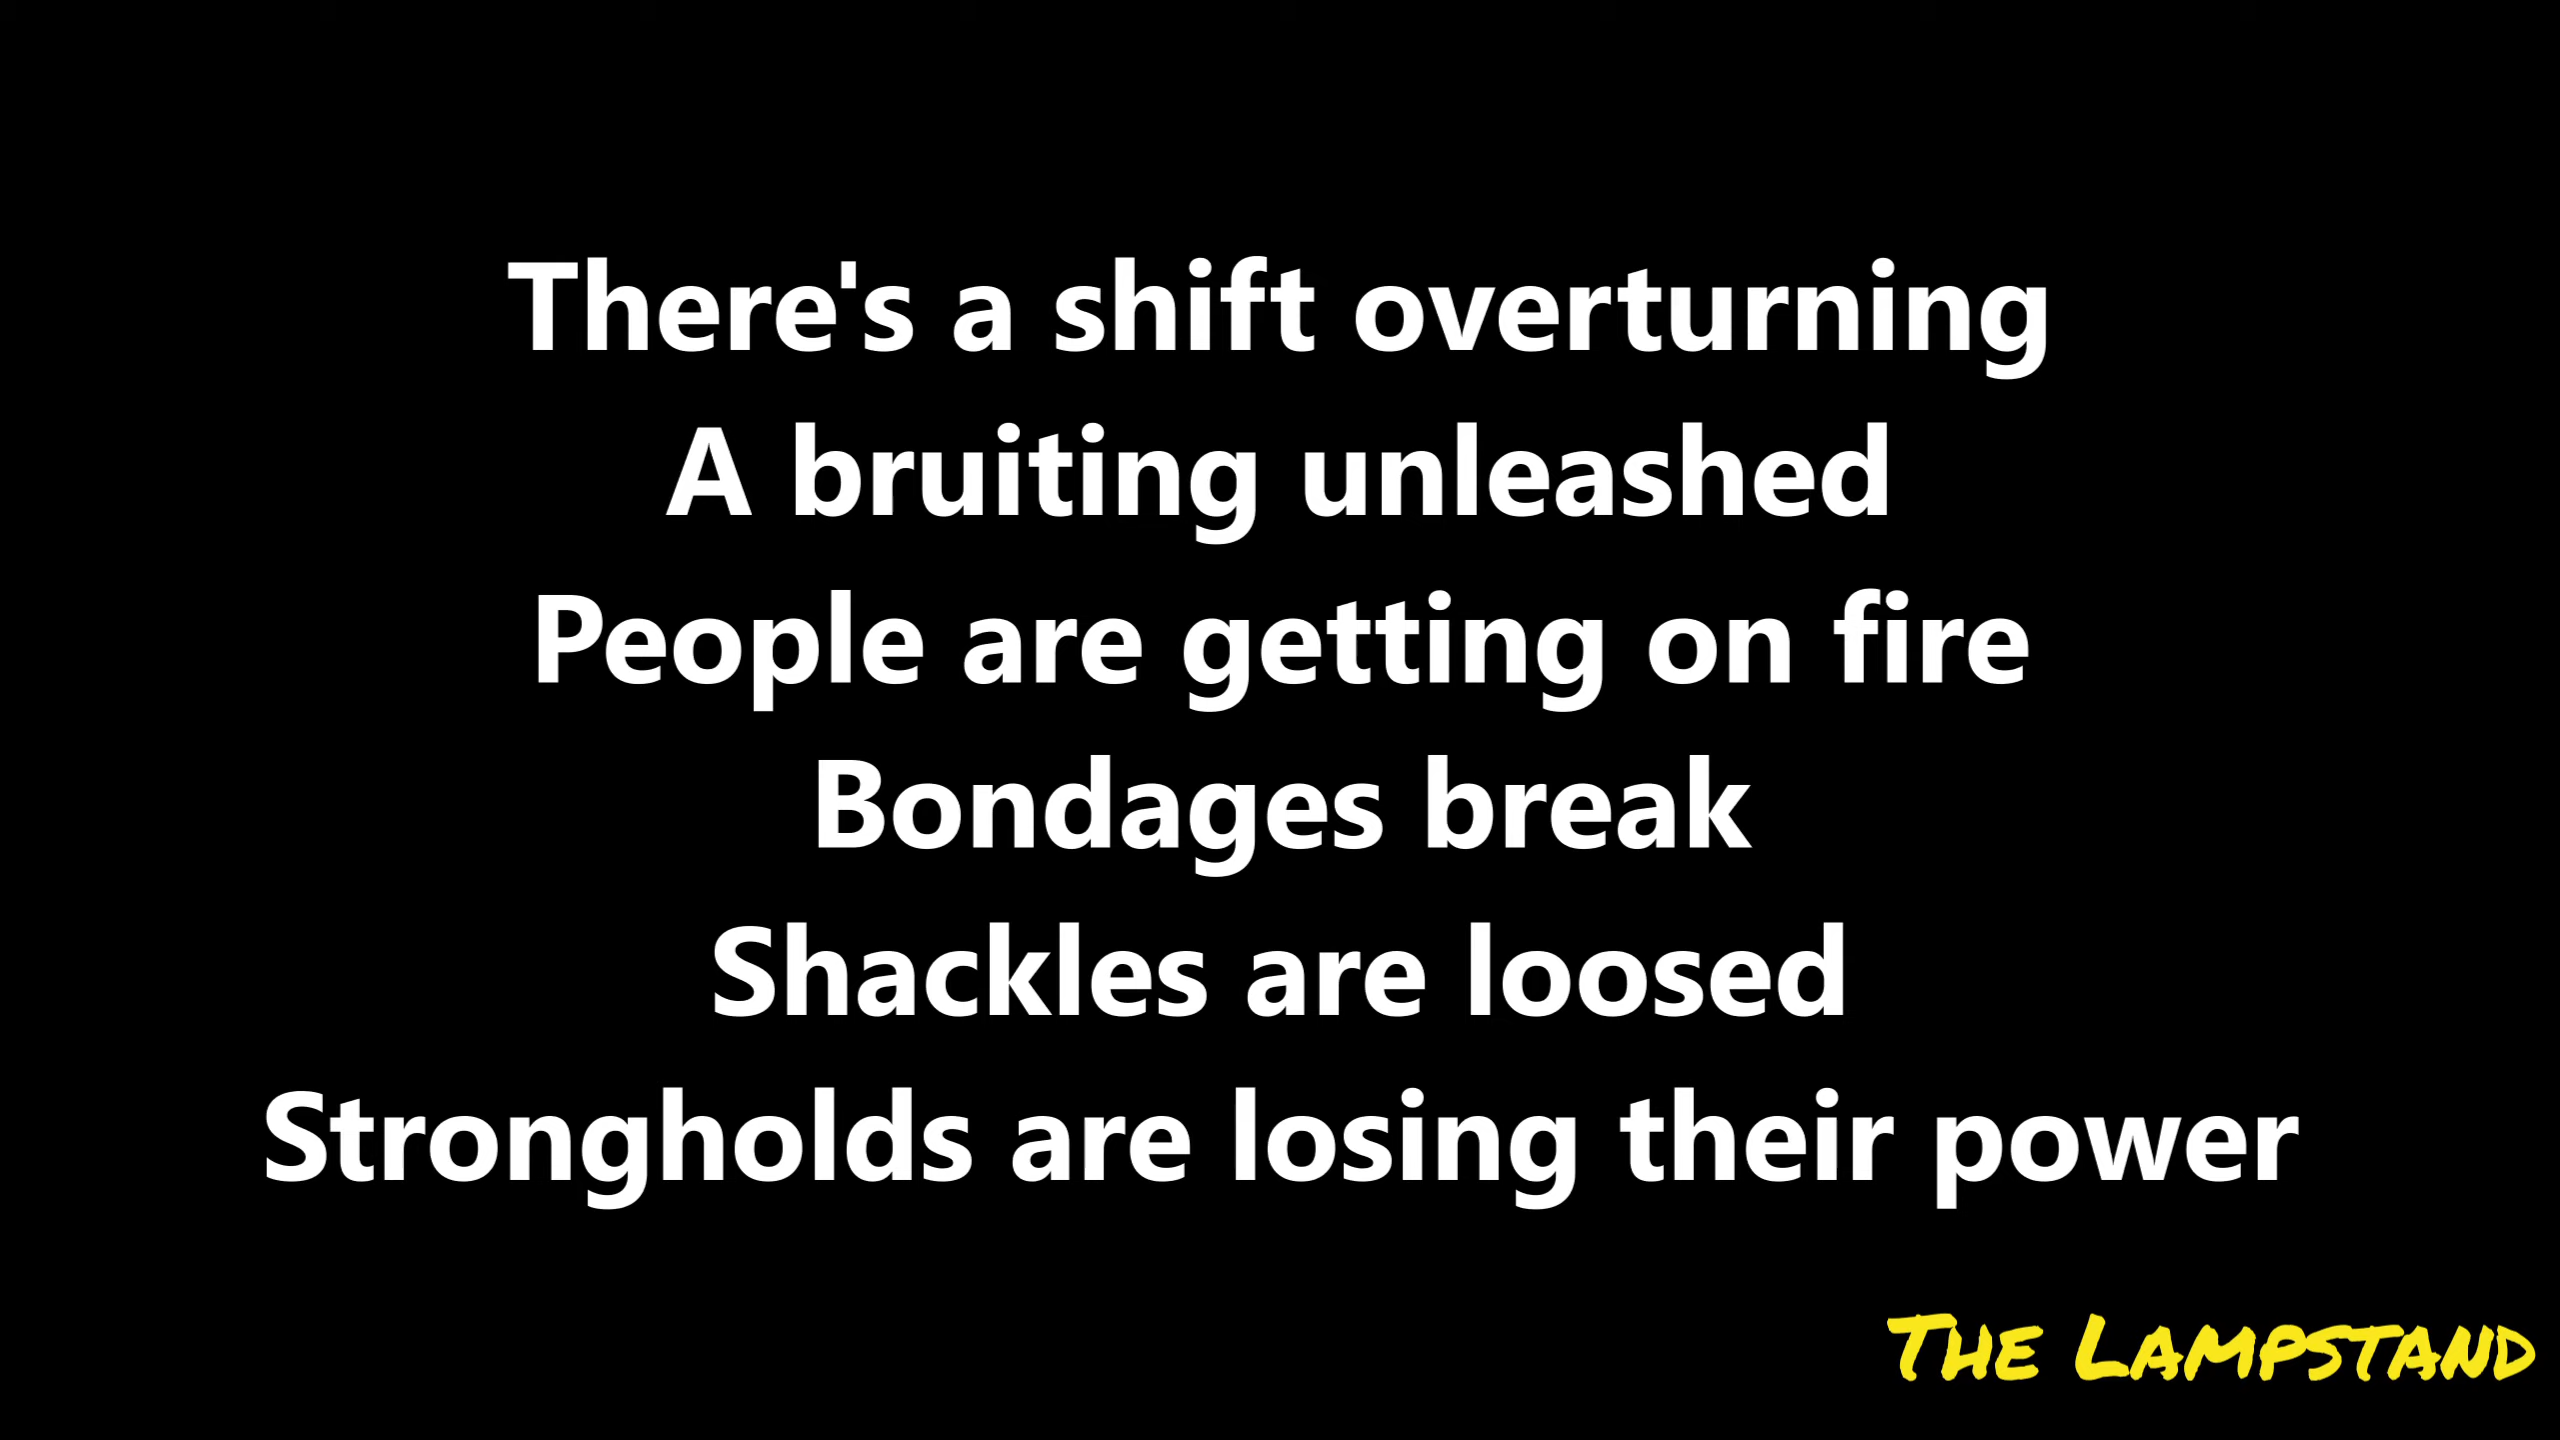 There's a shift overturning
A bruiting unleashed
People are getting on fire
Bondages break
Shackles are loosed
Strongholds are losing their power
The Lampstand